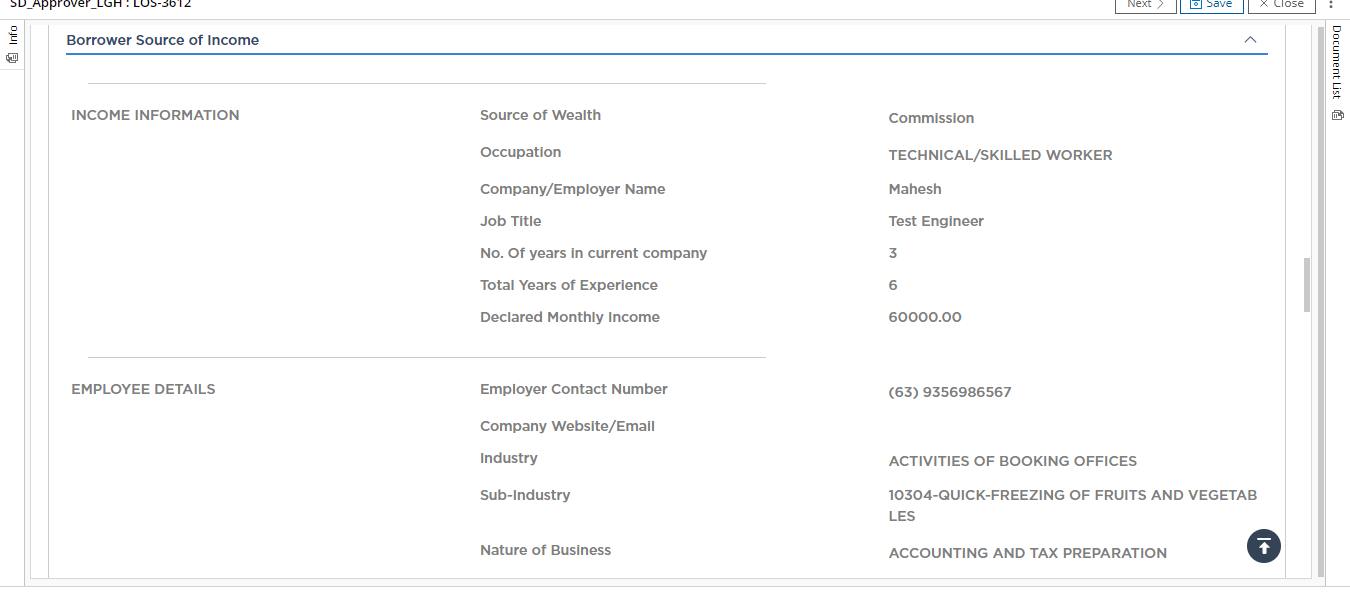 SD_Approver_LGH : LOS-3612
Next
Save
Close
Info
Document List
Borrower Source of Income
INCOME INFORMATION
Source of Wealth
Commission
Occupation
TECHNICAL/SKILLED WORKER
Company/Employer Name
Mahesh
Job Title
Test Engineer
No. Of years in current company
3
Total Years of Experience
6
Declared Monthly Income
60000.00
EMPLOYEE DETAILS
Employer Contact Number
(63) 9356986567
Company Website/Email
Industry
ACTIVITIES OF BOOKING OFFICES
Sub-Industry
10304-QUICK-FREEZING OF FRUITS AND VEGETAB
LES
Nature of Business
ACCOUNTING AND TAX PREPARATION